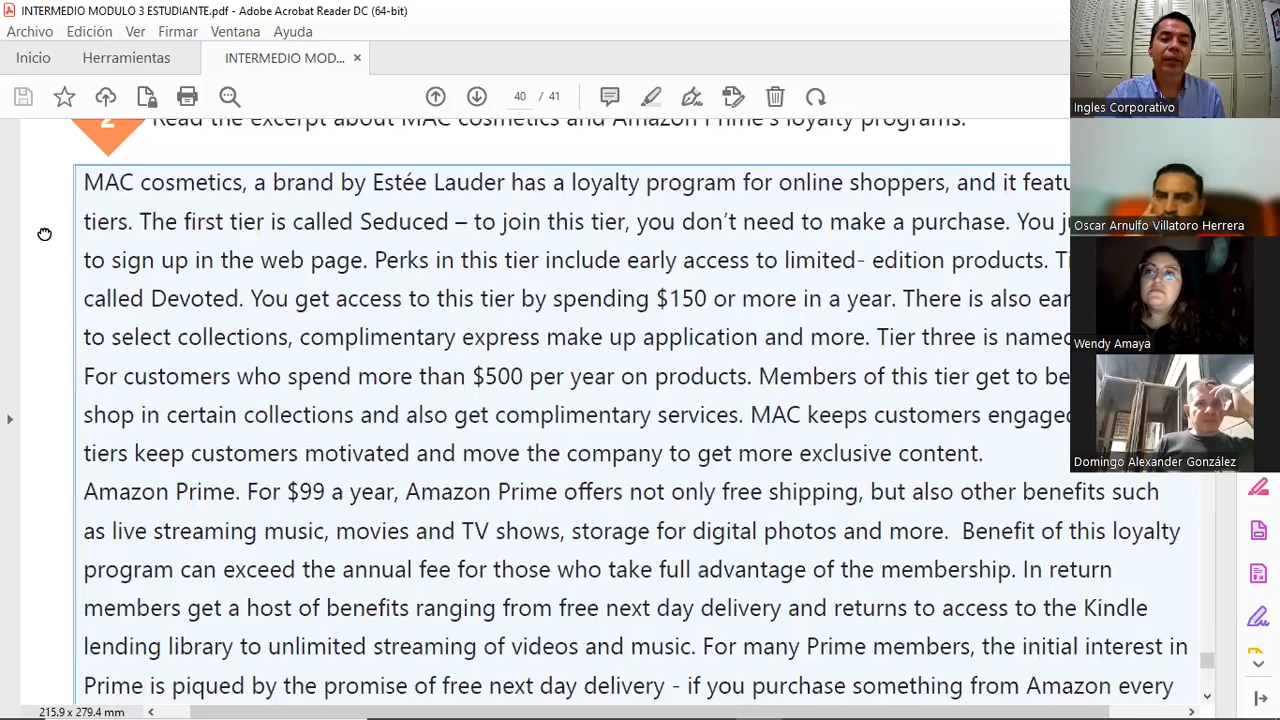 INTERMEDIO MODULO 3 ESTUDIANTE.pdf - Adobe Acrobat Reader DC (64-bit)
Archivo Edición Ver Firmar Ventana Ayuda
Inicio Herramientas INTERMEDIO MOD... ×
40 / 41
2 Read the excerpt about MAC cosmetics and Amazon Prime's loyalty programs.
MAC cosmetics, a brand by Estée Lauder has a loyalty program for online shoppers, and it
tiers. The first tier is called Seduced – to join this tier, you don't need to make a purchase. You
to sign up in the web page. Perks in this tier include early access to limited- edition products.
called Devoted. You get access to this tier by spending $150 or more in a year. There is also
to select collections, complimentary express make up application and more. Tier three is named
For customers who spend more than $500 per year on products. Members of this tier get to be
shop in certain collections and also get complimentary services. MAC keeps customers engaged
tiers keep customers motivated and move the company to get more exclusive content.
Amazon Prime. For $99 a year, Amazon Prime offers not only free shipping, but also other benefits such
as live streaming music, movies and TV shows, storage for digital photos and more. Benefit of this loyalty
program can exceed the annual fee for those who take full advantage of the membership. In return
members get a host of benefits ranging from free next day delivery and returns to access to the Kindle
lending library to unlimited streaming of videos and music. For many Prime members, the initial interest in
Prime is piqued by the promise of free next day delivery - if you purchase something from Amazon every
215.9 x 279.4 mm
Ingles Corporativo
Oscar Arnulfo Villatoro Herrera
Wendy Amaya
Domingo Alexander González